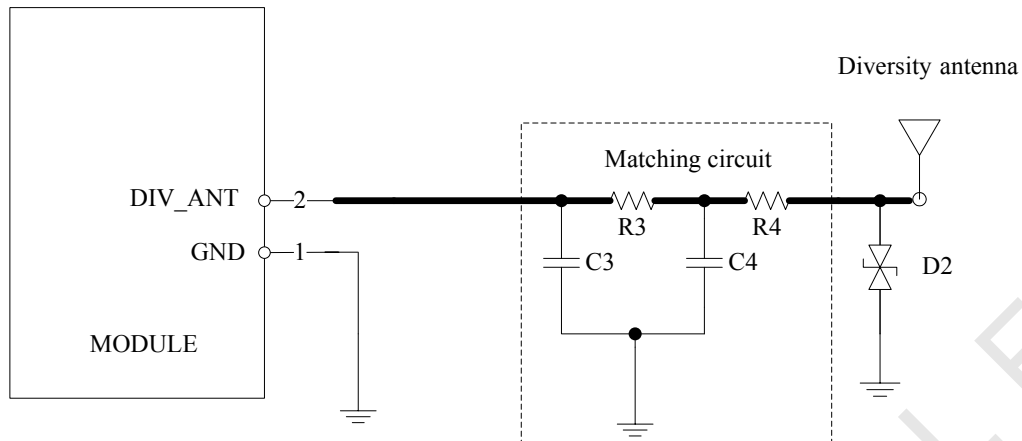 Diversity antenna
Matching circuit
DIV_ANT
2
R3
R4
GND
1
C3
C4
D2
MODULE